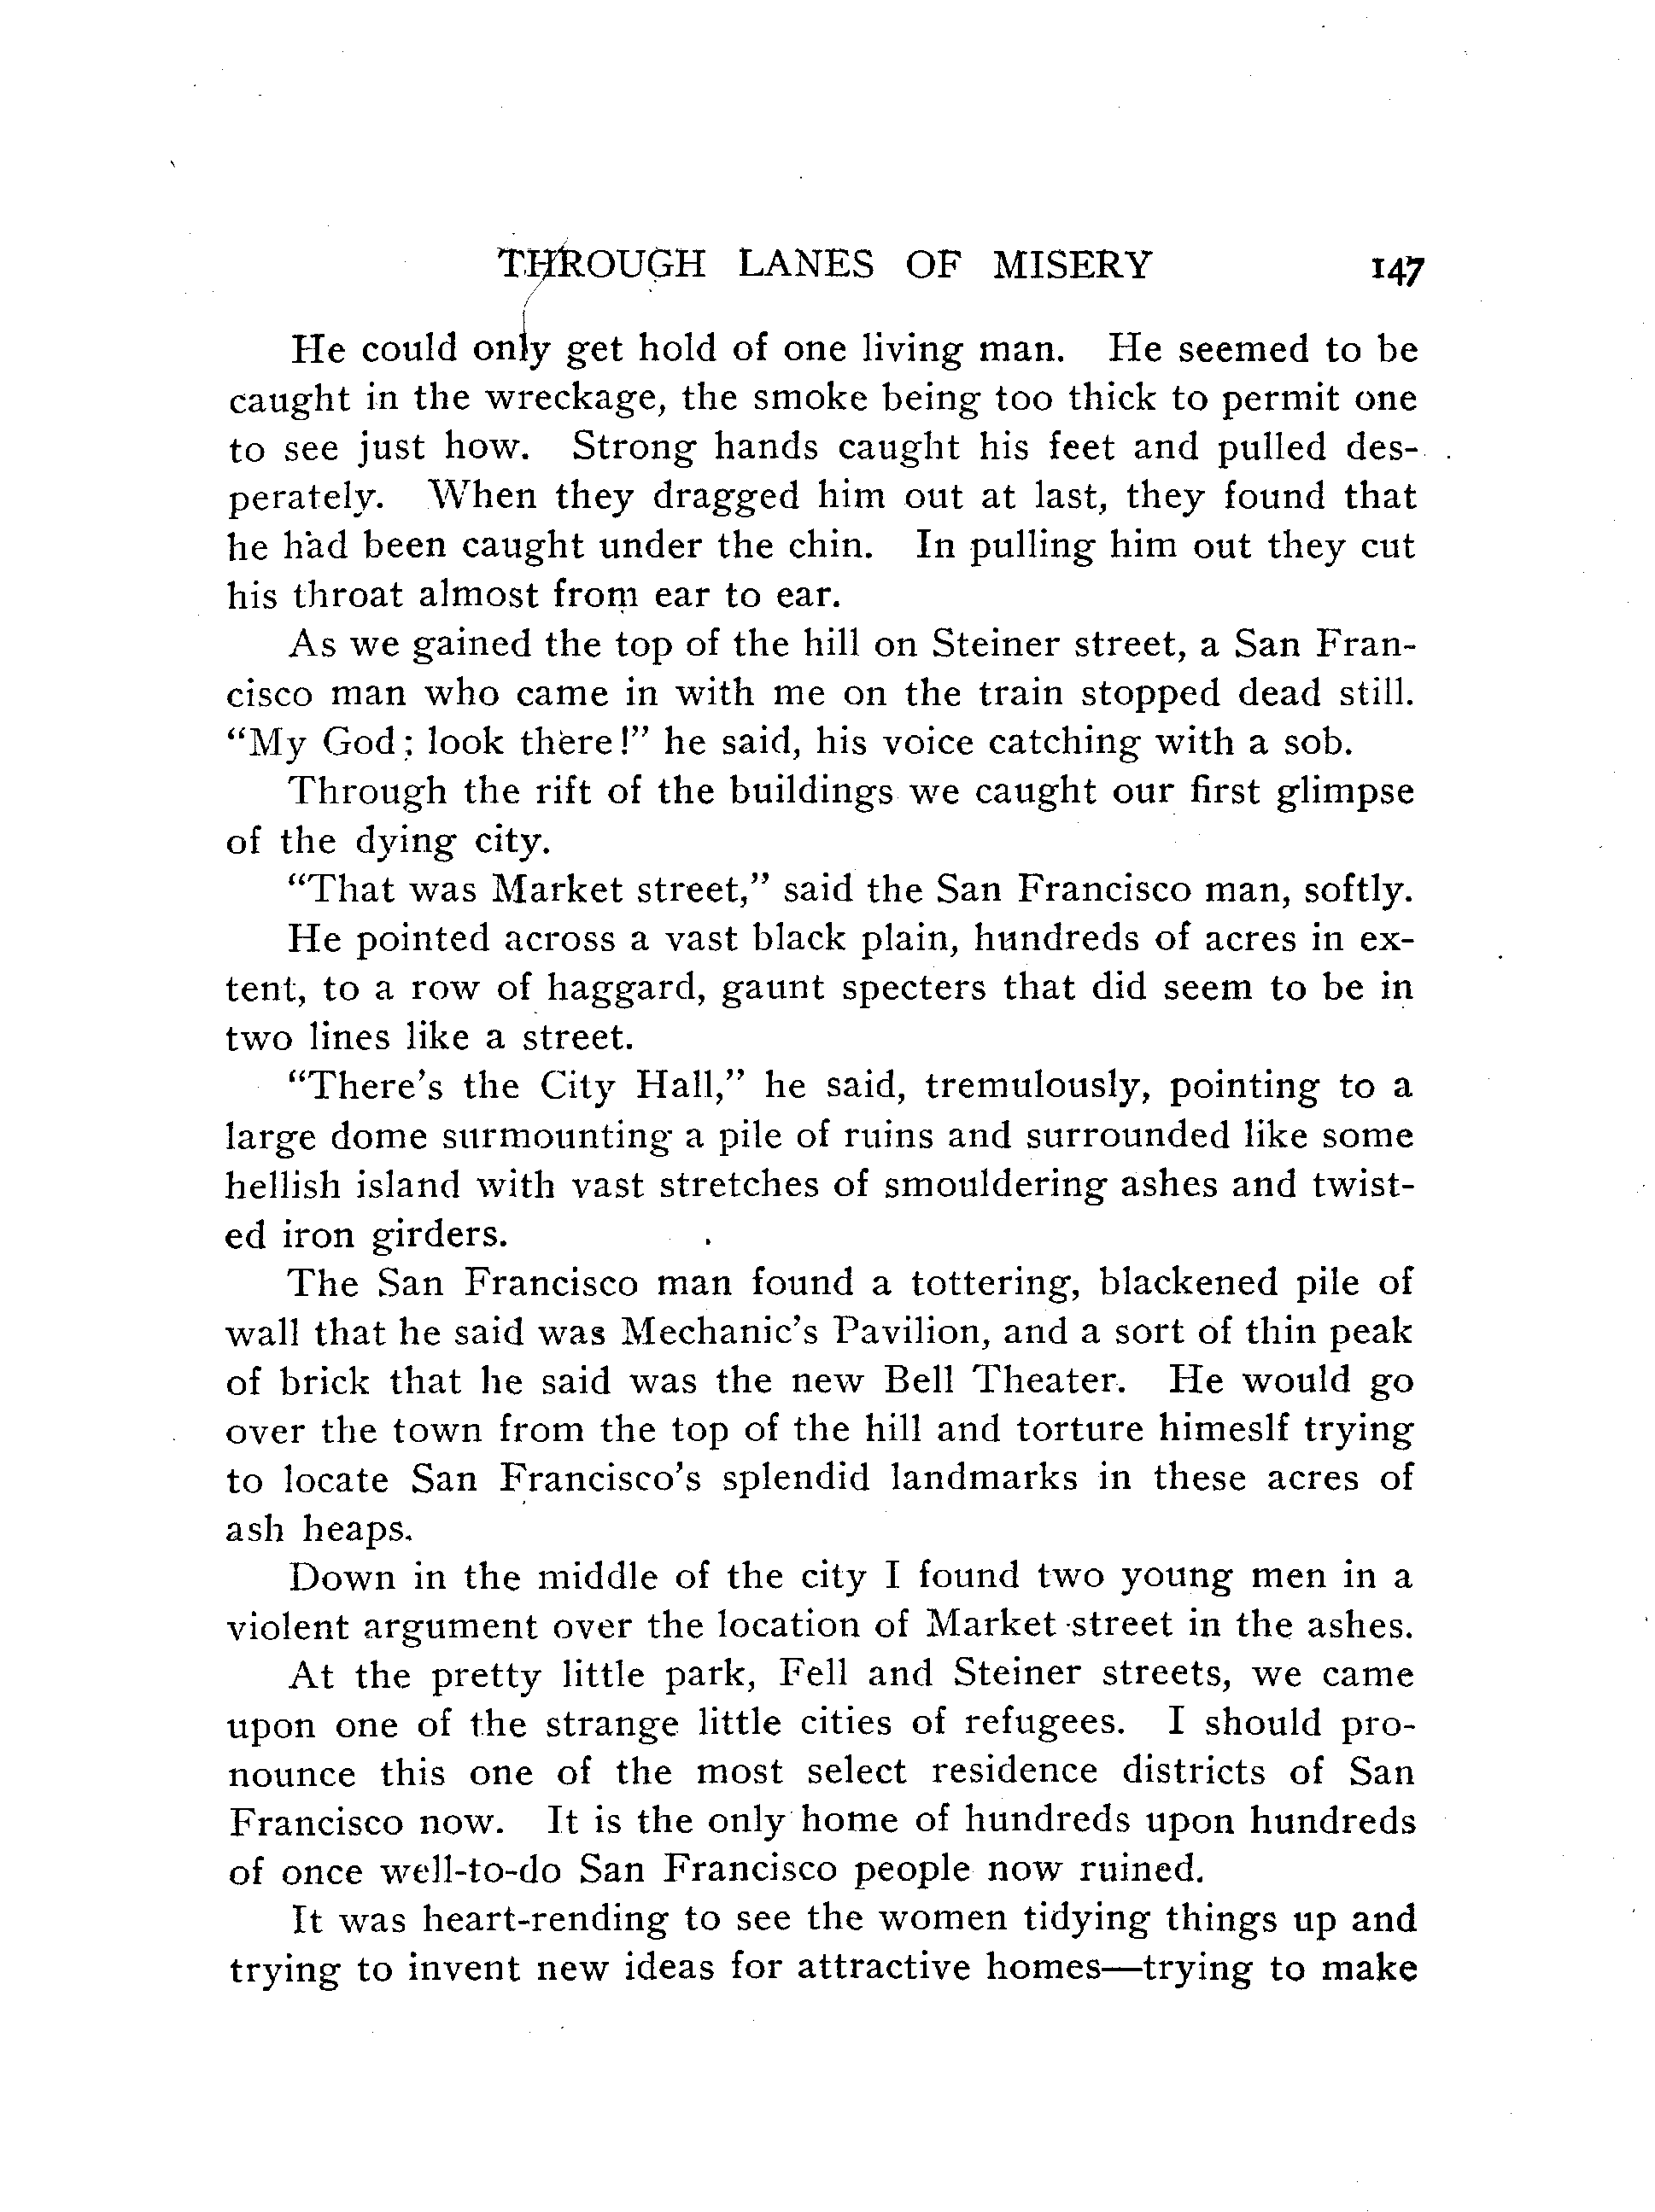 THROUGH LANES OF MISERY 147
He could only get hold of one living man. He seemed to be
caught in the wreckage, the smoke being too thick to permit one
to see just how. Strong hands caught his feet and pulled des-
perately. When they dragged him out at last, they found that
he had been caught under the chin. In pulling him out they cut
his throat almost from ear to ear.
As we gained the top of the hill on Steiner street, a San Fran-
cisco man who came in with me on the train stopped dead still.
“My God; look there!” he said, his voice catching with a sob.
Through the rift of the buildings we caught our first glimpse
of the dying city.
“That was Market street,” said the San Francisco man, softly.
He pointed across a vast black plain, hundreds of acres in ex-
tent, to a row of haggard, gaunt specters that did seem to be in
two lines like a street.
“There’s the City Hall,” he said, tremulously, pointing to a
large dome surmounting a pile of ruins and surrounded like some
hellish island with vast stretches of smouldering ashes and twist-
ed iron girders.
The San Francisco man found a tottering, blackened pile of
wall that he said was Mechanic’s Pavilion, and a sort of thin peak
of brick that he said was the new Bell Theater. He would go
over the town from the top of the hill and torture himeslf trying
to locate San Francisco’s splendid landmarks in these acres of
ash heaps.
Down in the middle of the city I found two young men in a
violent argument over the location of Market street in the ashes.
At the pretty little park, Fell and Steiner streets, we came
upon one of the strange little cities of refugees. I should pro-
nounce this one of the most select residence districts of San
Francisco now. It is the only home of hundreds upon hundreds
of once well-to-do San Francisco people now ruined.
It was heart-rending to see the women tidying things up and
trying to invent new ideas for attractive homes—trying to make